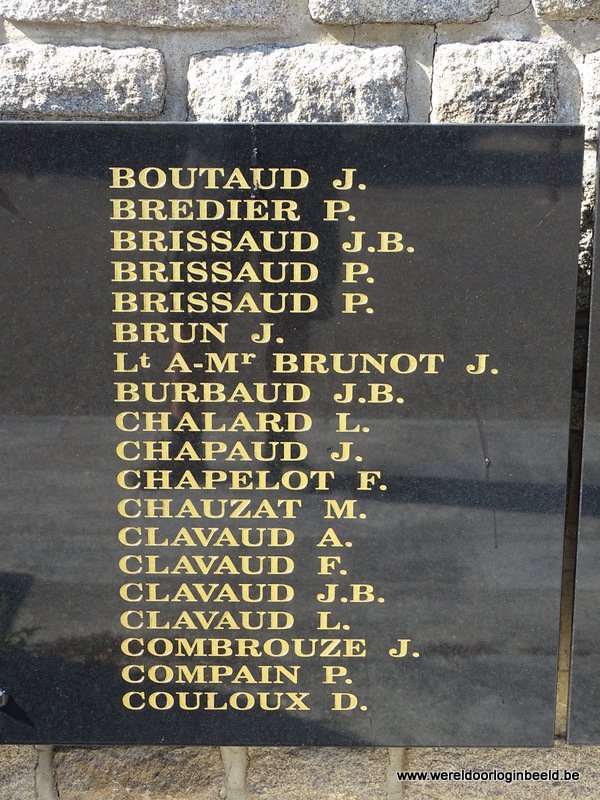 BOUTAUD J.
BREDIER P.
BRISSAUD J.B.
BRISSAUD P.
BRISSAUD P.
BRUN J.
Lt A-Mr BRUNOT J.
BURBAUD J.B.
CHALARD L.
CHAPAUD J.
CHAPELOT F.
CHAUZAT M.
CLAVAUD A.
CLAVAUD F.
CLAVAUD J.B.
CLAVAUD L.
COMBROUZE J.
COMPAIN P.
COULOUX D.
www.wereldoorloginbeeld.be